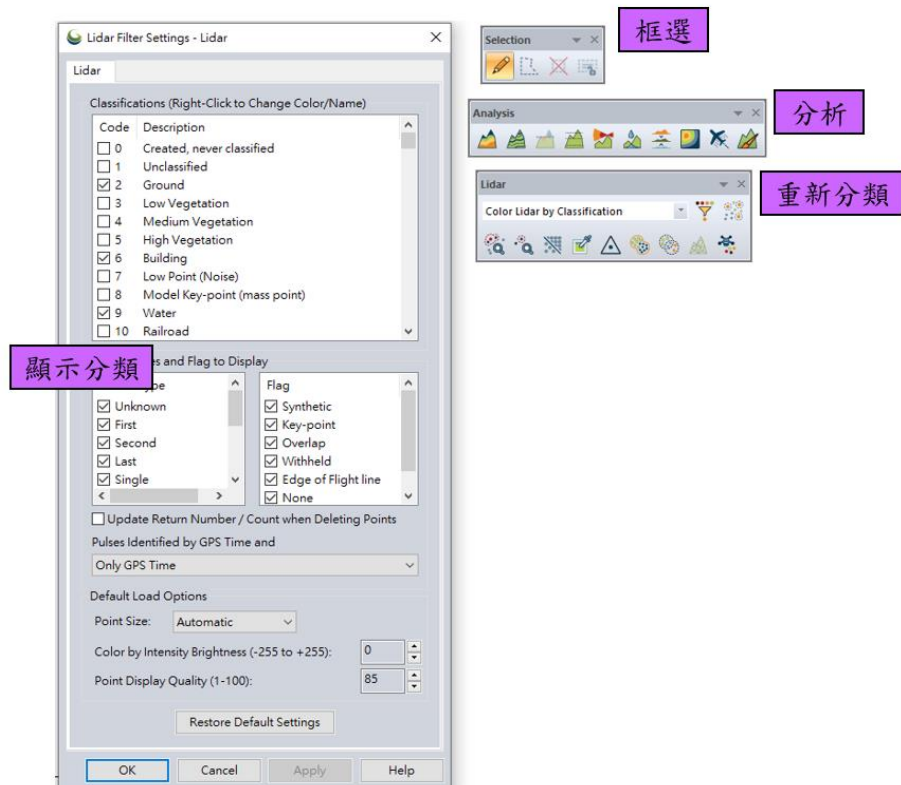 Lidar Filter Settings - Lidar
Lidar
Classifications (Right-Click to Change Color/Name)
Code Description
0 Created, never classified
1 Unclassified
2 Ground
3 Low Vegetation
4 Medium Vegetation
5 High Vegetation
6 Building
7 Low Point (Noise)
8 Model Key-point (mass point)
9 Water
10 Railroad
顯示分類
and Flag to Display
Unknown
First
Second
Last
Single
Flag
Synthetic
Key-point
Overlap
Withheld
Edge of Flight line
None
Update Return Number / Count when Deleting Points
Pulses Identified by GPS Time and
Only GPS Time
Default Load Options
Point Size: Automatic
Color by Intensity Brightness (-255 to +255): 0
Point Display Quality (1-100): 85
Restore Default Settings
OK Cancel Apply Help
Selection
框選
Analysis
分析
Lidar
Color Lidar by Classification
重新分類